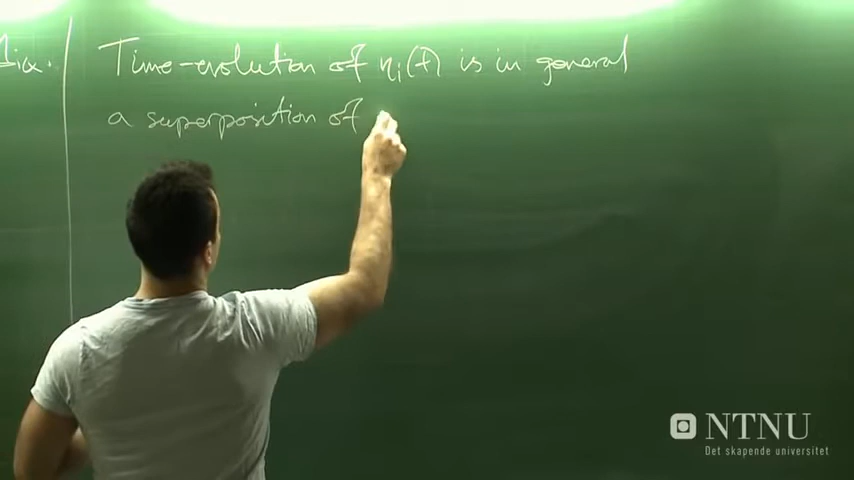 Time-evolution of ηi(t) is in general
a superposition of
NTNU
Det skapende universitet